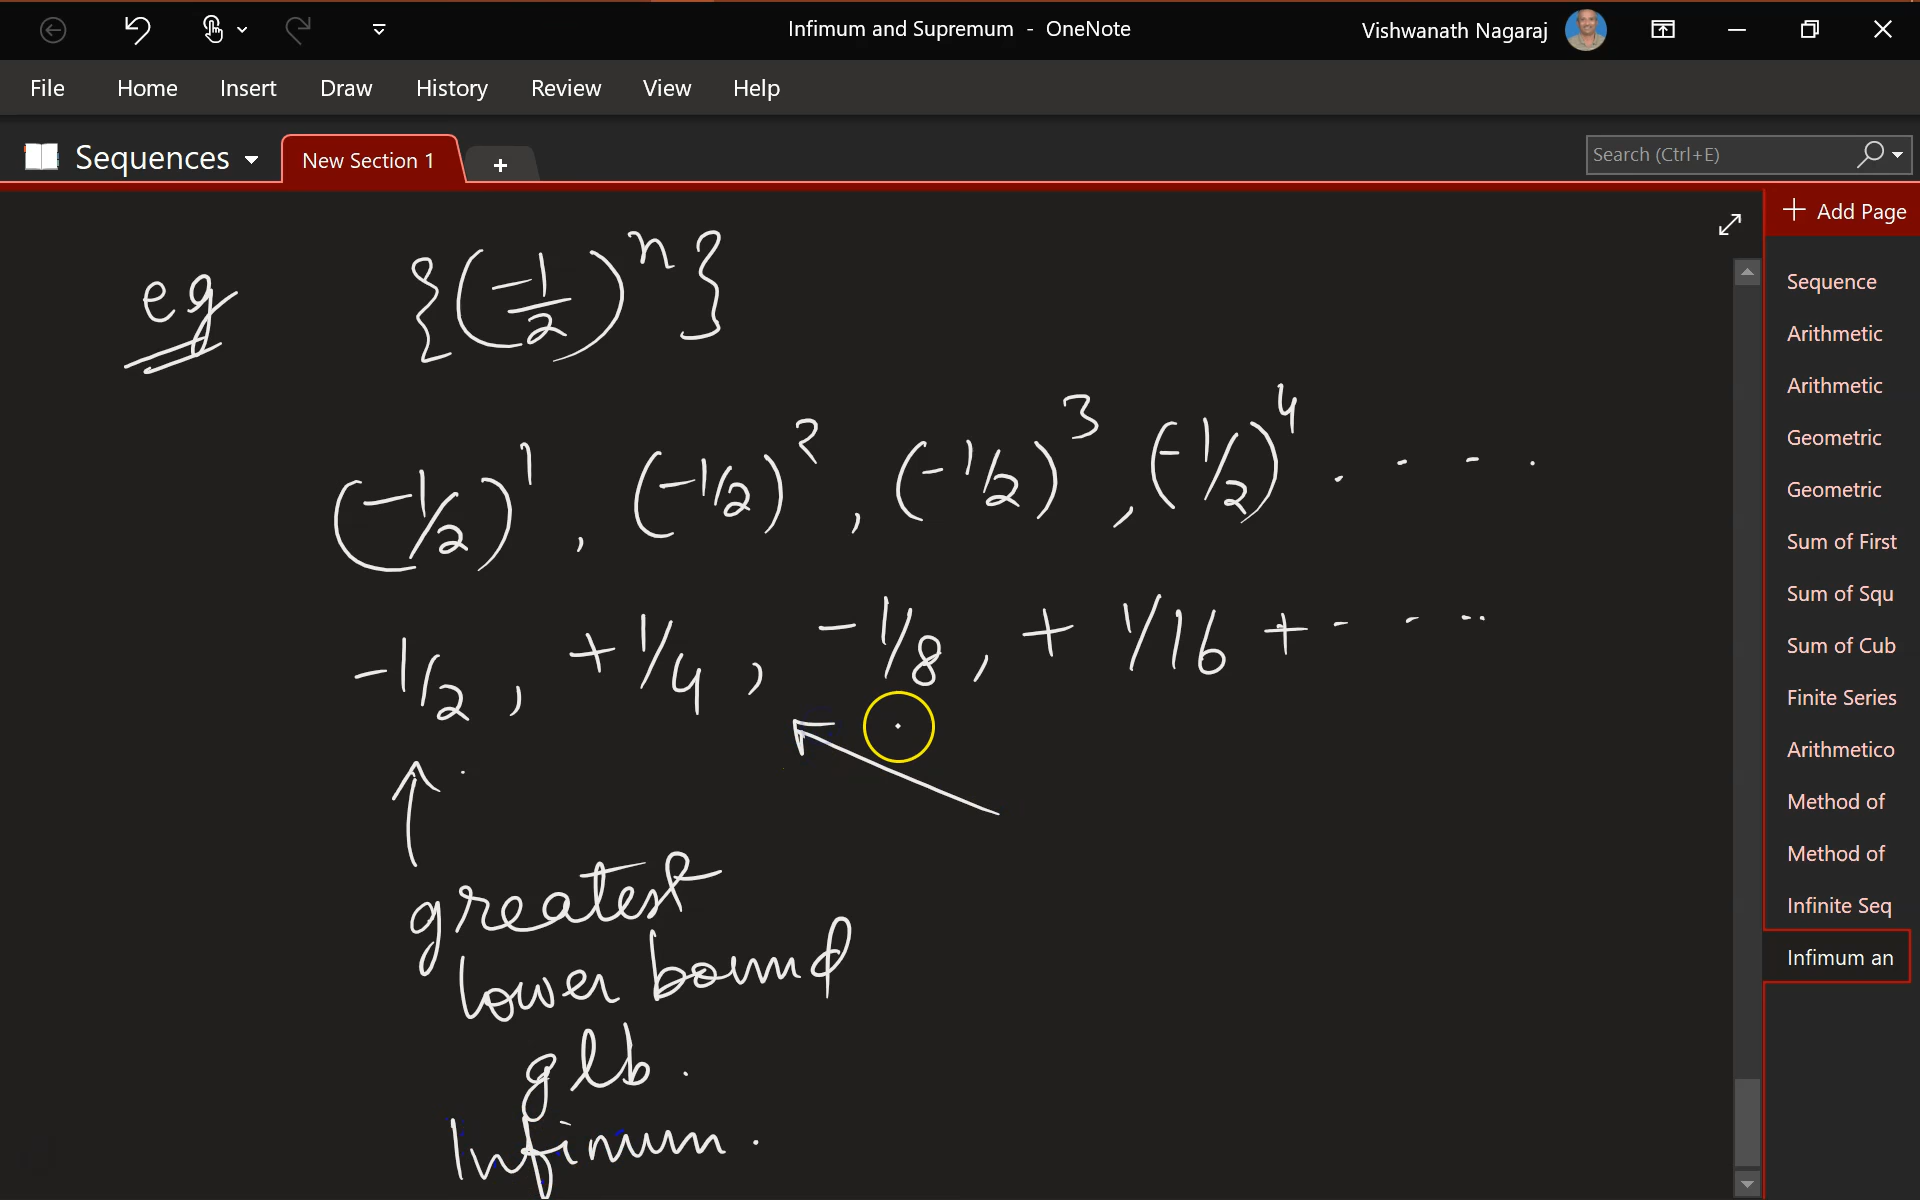 Infimum and Supremum - OneNote
Vishwanath Nagaraj
File Home Insert Draw History Review View Help
Sequences
New Section 1
+
Search (Ctrl+E)
+ Add Page
eg {(-1/2)^n}
(-1/2)^1, (-1/2)^2, (-1/2)^3, (-1/2)^4 . . . .
-1/2, +1/4, -1/8, +1/16 + . . . .
greatest
lower bound
glb.
Infimum.
Sequence
Arithmetic
Arithmetic
Geometric
Geometric
Sum of First
Sum of Squ
Sum of Cub
Finite Series
Arithmetico
Method of
Method of
Infinite Seq
Infimum an